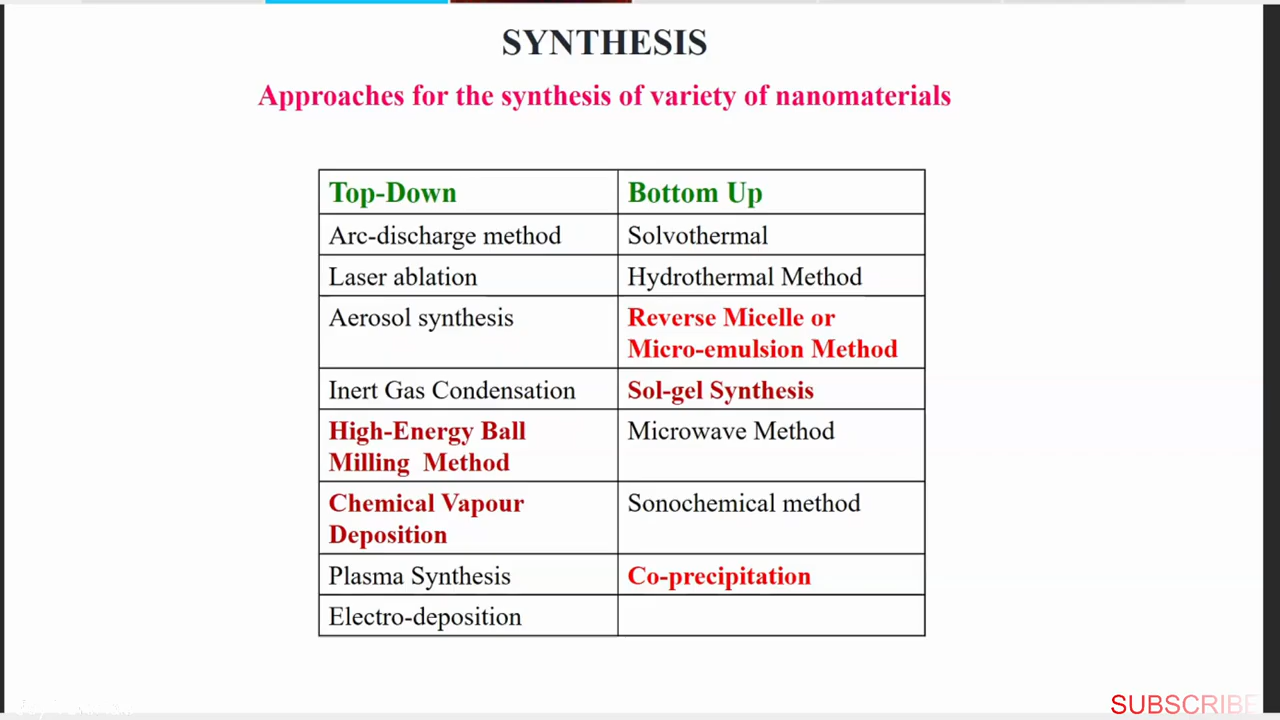 SYNTHESIS
Approaches for the synthesis of variety of nanomaterials
Top-Down
Bottom Up
Arc-discharge method
Solvothermal
Laser ablation
Hydrothermal Method
Aerosol synthesis
Reverse Micelle or
Micro-emulsion Method
Inert Gas Condensation
Sol-gel Synthesis
High-Energy Ball
Milling Method
Microwave Method
Chemical Vapour
Deposition
Sonochemical method
Plasma Synthesis
Co-precipitation
Electro-deposition
SUBSCRIBE